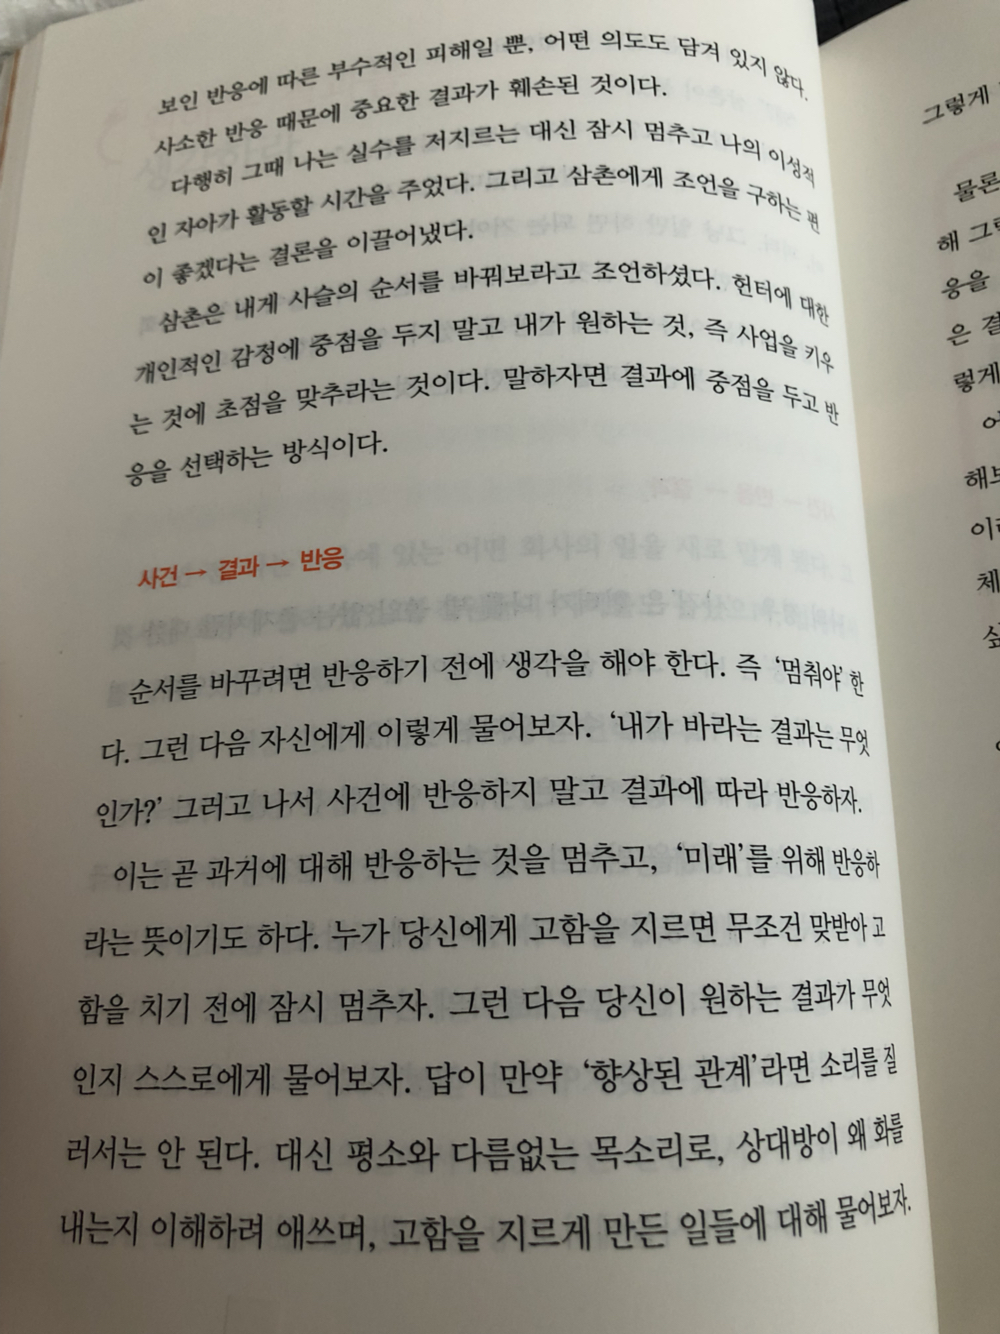 보인 반응에 따른 부수적인 피해일 뿐, 어떤 의도도 담겨 있지 않다.
사소한 반응 때문에 중요한 결과가 훼손된 것이다.
다행히 그때 나는 실수를 저지르는 대신 잠시 멈추고 나의 이성적
인 자아가 활동할 시간을 주었다. 그리고 삼촌에게 조언을 구하는 편
이 좋겠다는 결론을 이끌어냈다.
삼촌은 내게 사슬의 순서를 바꿔보라고 조언하셨다. 헌터에 대한
개인적인 감정에 중점을 두지 말고 내가 원하는 것, 즉 사업을 키우
는 것에 초점을 맞추라는 것이다. 말하자면 결과에 중점을 두고 반
응을 선택하는 방식이다.
사건 → 결과 → 반응
순서를 바꾸려면 반응하기 전에 생각을 해야 한다. 즉 ‘멈춰야’ 한
다. 그런 다음 자신에게 이렇게 물어보자. ‘내가 바라는 결과는 무엇
인가?’ 그러고 나서 사건에 반응하지 말고 결과에 따라 반응하자.
이는 곧 과거에 대해 반응하는 것을 멈추고, ‘미래’를 위해 반응하
라는 뜻이기도 하다. 누가 당신에게 고함을 지르면 무조건 맞받아 고
함을 치기 전에 잠시 멈추자. 그런 다음 당신이 원하는 결과가 무엇
인지 스스로에게 물어보자. 답이 만약 ‘향상된 관계’라면 소리를 질
러서는 안 된다. 대신 평소와 다름없는 목소리로, 상대방이 왜 화를
내는지 이해하려 애쓰며, 고함을 지르게 만든 일들에 대해 물어보자.
그렇게
물론
해 그
응을
은 결
렇게
해보
체